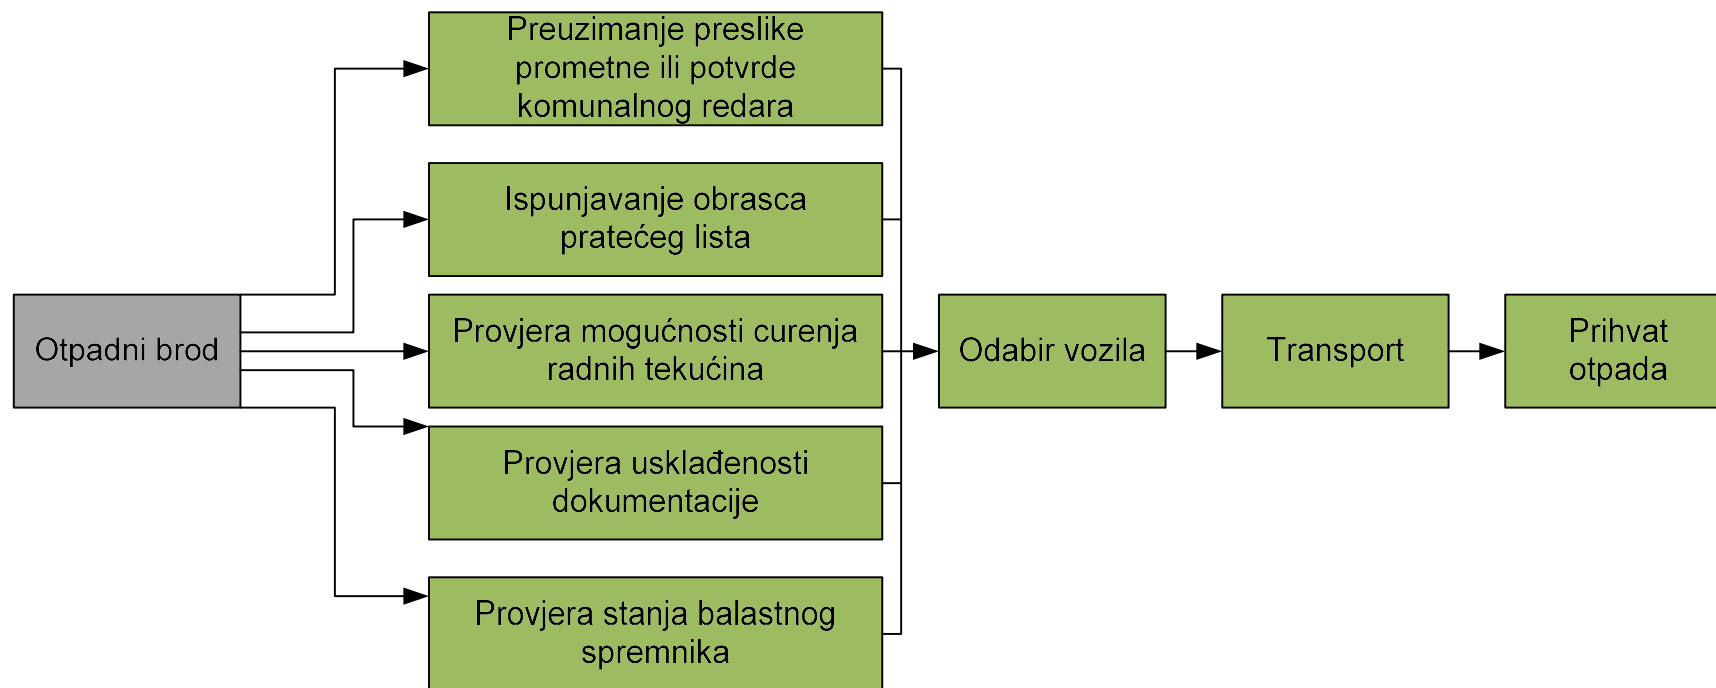 Otpadni brod
Preuzimanje preslike
prometne ili potvrde
komunalnog redara
Ispunjavanje obrasca
pratećeg lista
Provjera mogućnosti curenja
radnih tekućina
Provjera usklađenosti
dokumentacije
Provjera stanja balastnog
spremnika
Odabir vozila
Transport
Prihvat
otpada